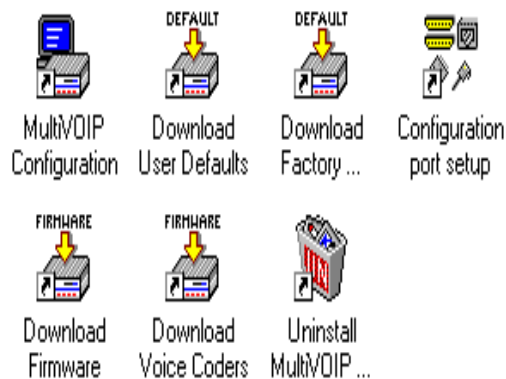 DEFAULT DEFAULT
MultiVOIP Download Download Configuration
Configuration User Defaults Factory ... port setup
FIRMWARE FIRMWARE UN
Download Download Uninstall
Firmware Voice Coders MultiVOIP ...